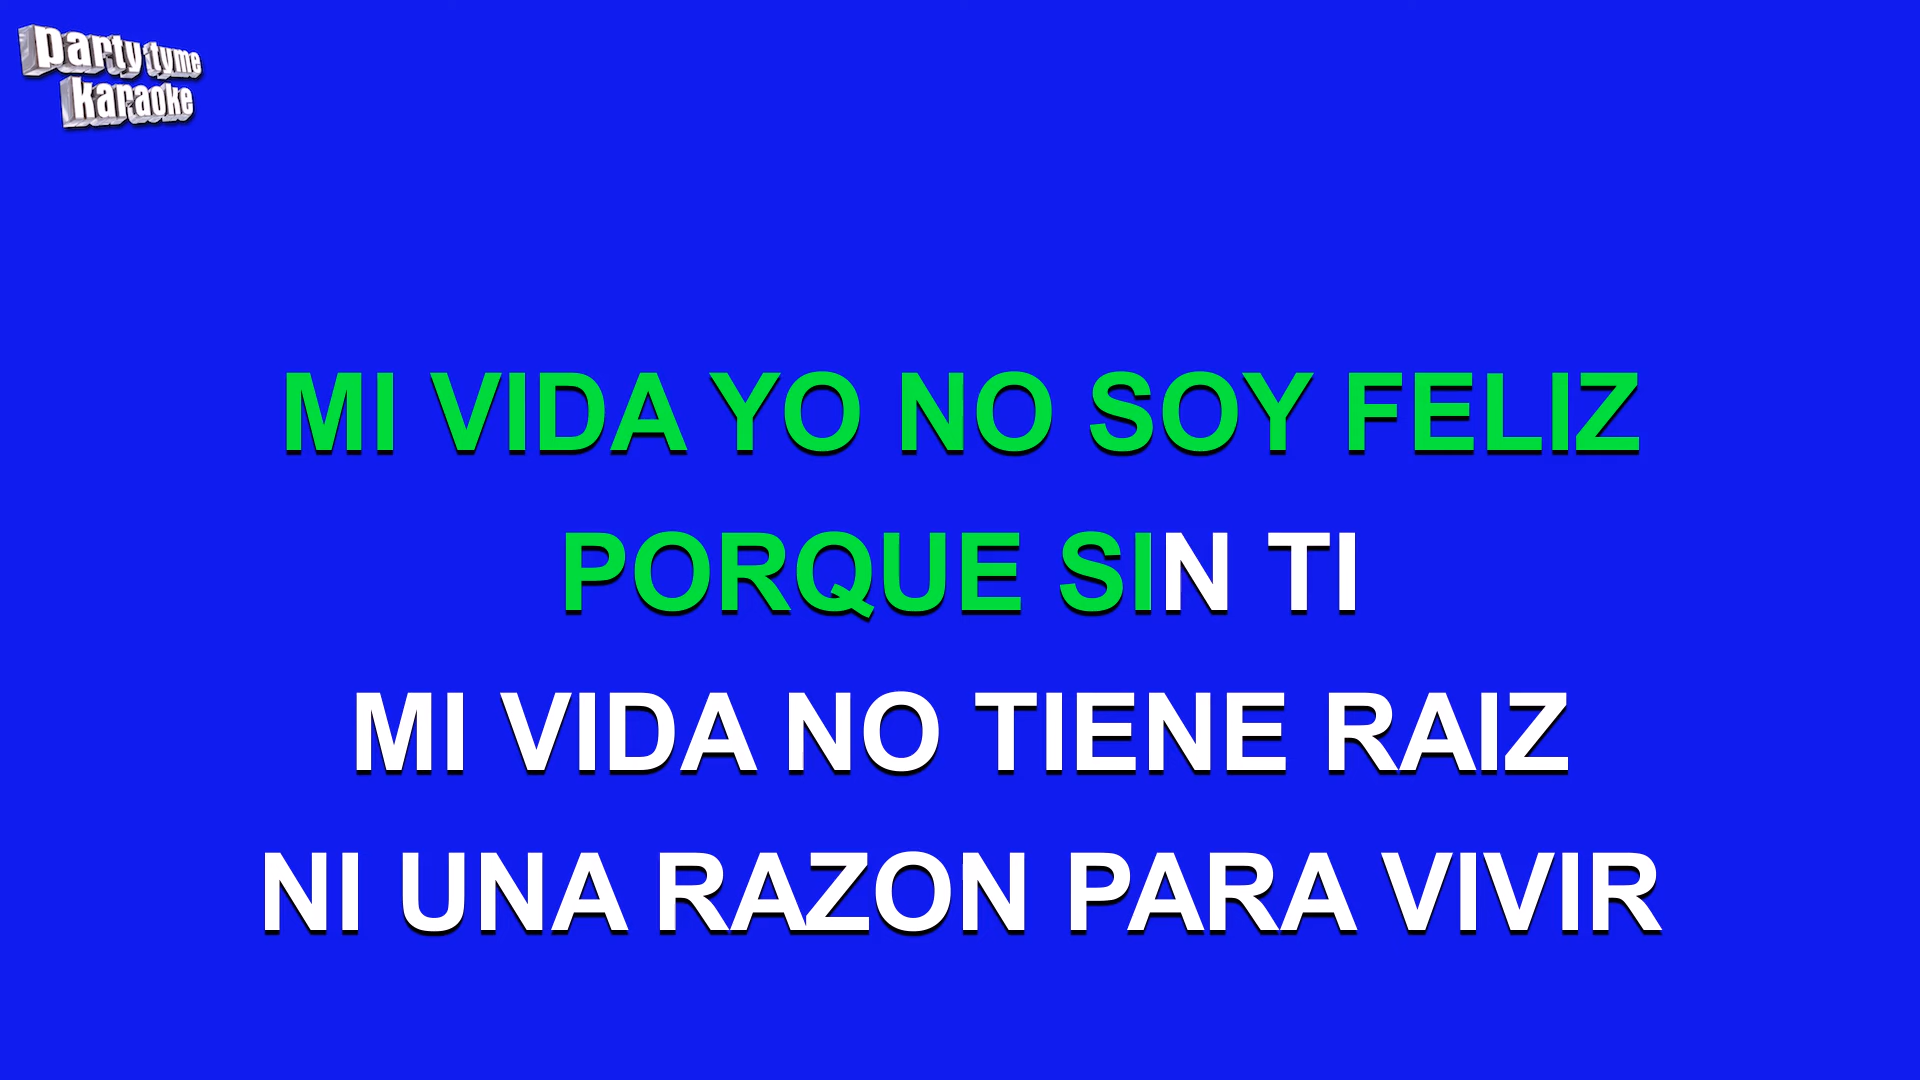 party tyme
karaoke
MI VIDA YO NO SOY FELIZ
PORQUE SIN TI
MI VIDA NO TIENE RAIZ
NI UNA RAZON PARA VIVIR